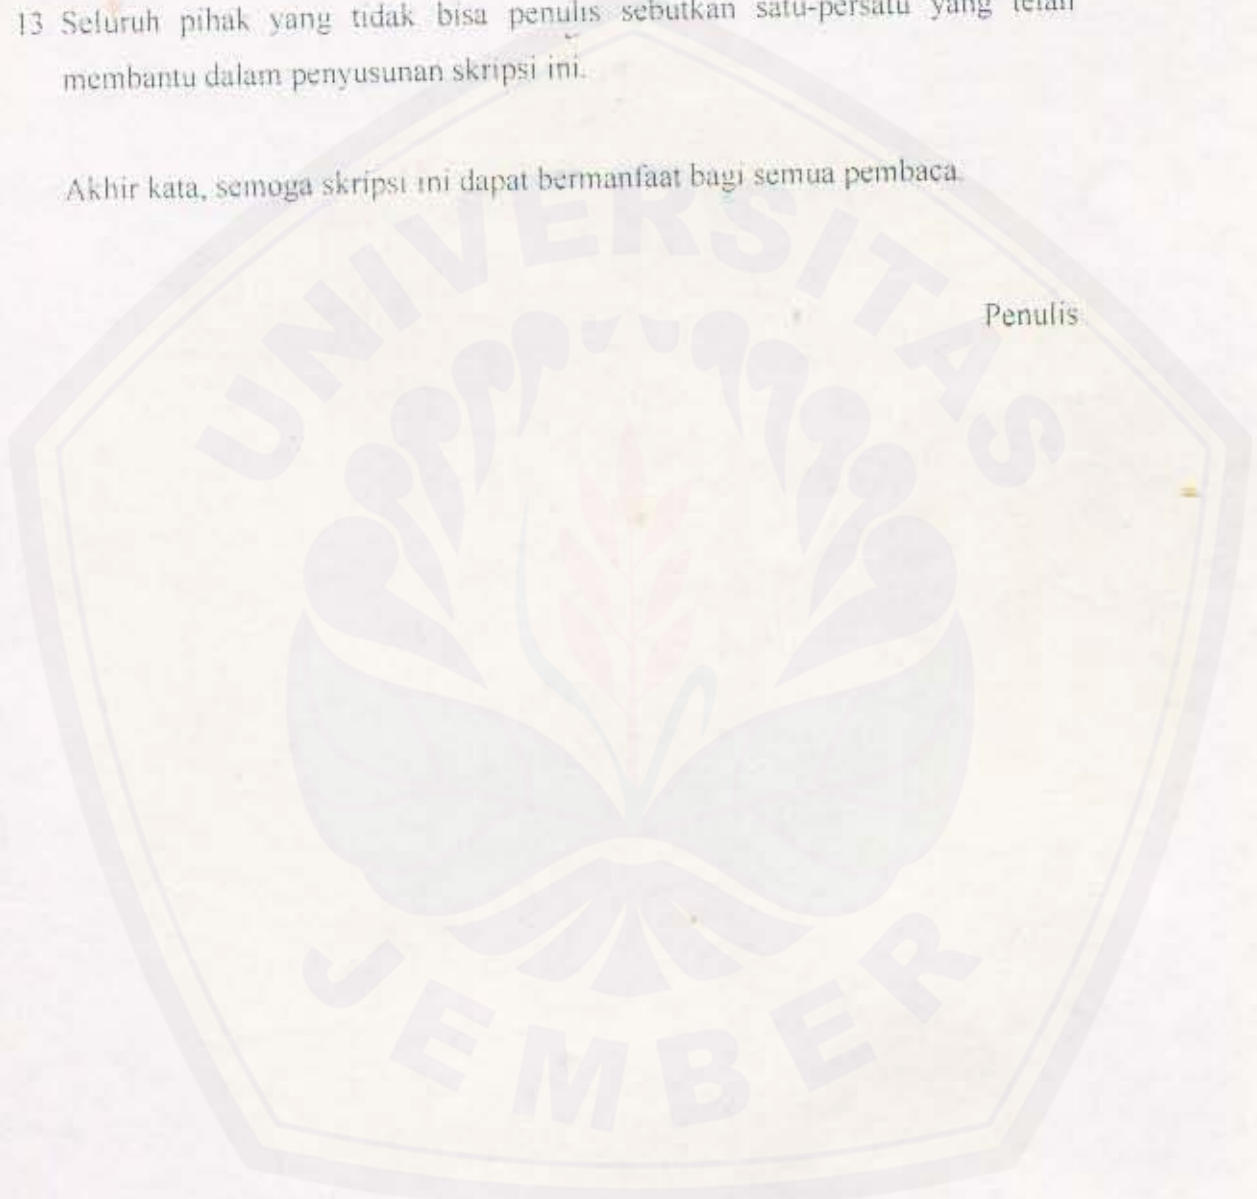 13 Seluruh pihak yang tidak bisa penulis sebutkan satu-persatu yang telah
membantu dalam penyusunan skripsi ini.
Akhir kata, semoga skripsi ini dapat bermanfaat bagi semua pembaca.
Penulis
UNIVERSITAS
JEMBER